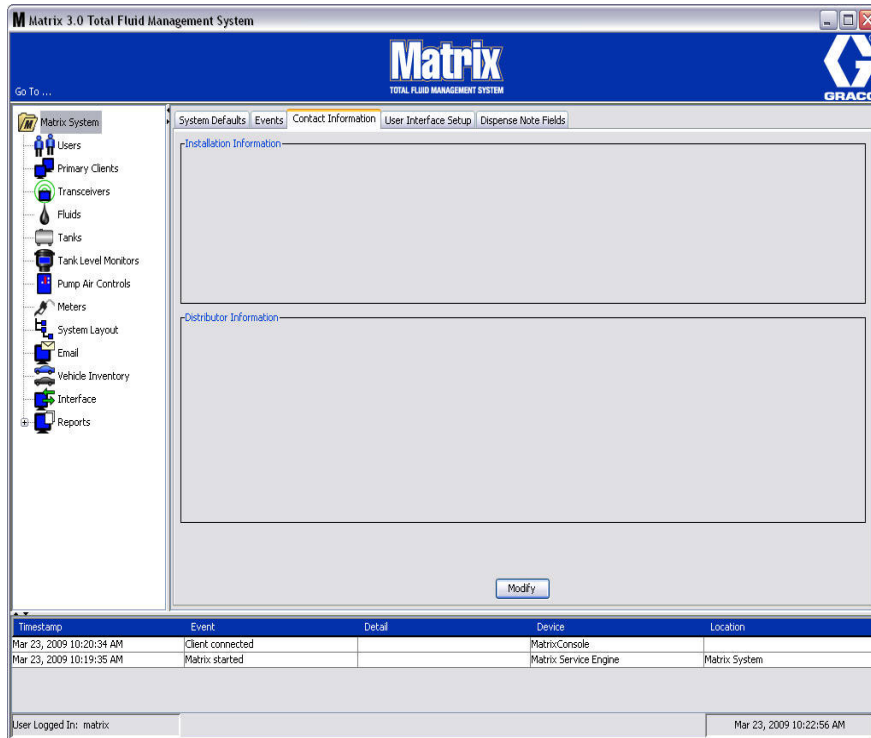 Matrix 3.0 Total Fluid Management System
Matrix
TOTAL FLUID MANAGEMENT SYSTEM
Go To ...
GRACO
Matrix System
Users
Primary Clients
Transceivers
Fluids
Tanks
Tank Level Monitors
Pump Air Controls
Meters
System Layout
Email
Vehicle Inventory
Interface
Reports
System Defaults Events Contact Information User Interface Setup Dispense Note Fields
Installation Information
Distributor Information
Modify
Timestamp Event Detail Device Location
Mar 23, 2009 10:20:34 AM Client connected MatrixConsole
Mar 23, 2009 10:19:35 AM Matrix started Matrix Service Engine Matrix System
User Logged In: matrix Mar 23, 2009 10:22:56 AM